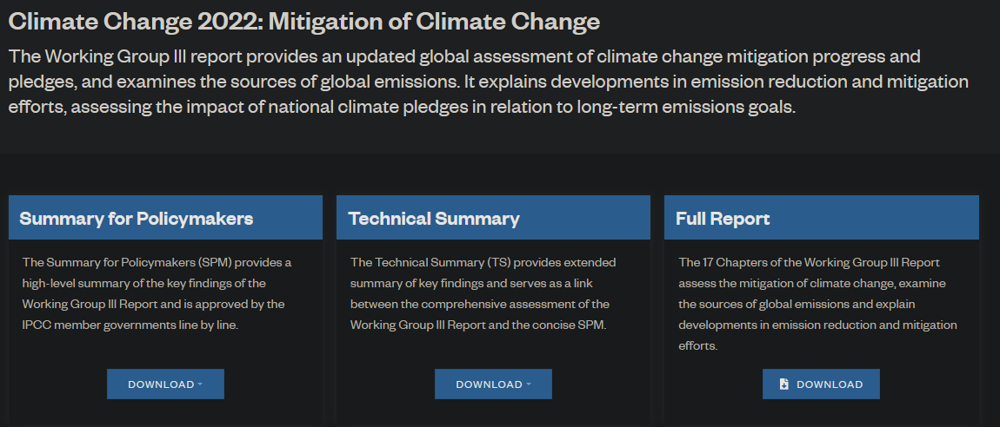 Climate Change 2022: Mitigation of Climate Change
The Working Group III report provides an updated global assessment of climate change mitigation progress and
pledges, and examines the sources of global emissions. It explains developments in emission reduction and mitigation
efforts, assessing the impact of national climate pledges in relation to long-term emissions goals.
Summary for Policymakers
The Summary for Policymakers (SPM) provides a
high-level summary of the key findings of the
Working Group III Report and is approved by the
IPCC member governments line by line.
DOWNLOAD
Technical Summary
The Technical Summary (TS) provides extended
summary of key findings and serves as a link
between the comprehensive assessment of the
Working Group III Report and the concise SPM.
DOWNLOAD
Full Report
The 17 Chapters of the Working Group III Report
assess the mitigation of climate change, examine
the sources of global emissions and explain
developments in emission reduction and mitigation
efforts.
DOWNLOAD